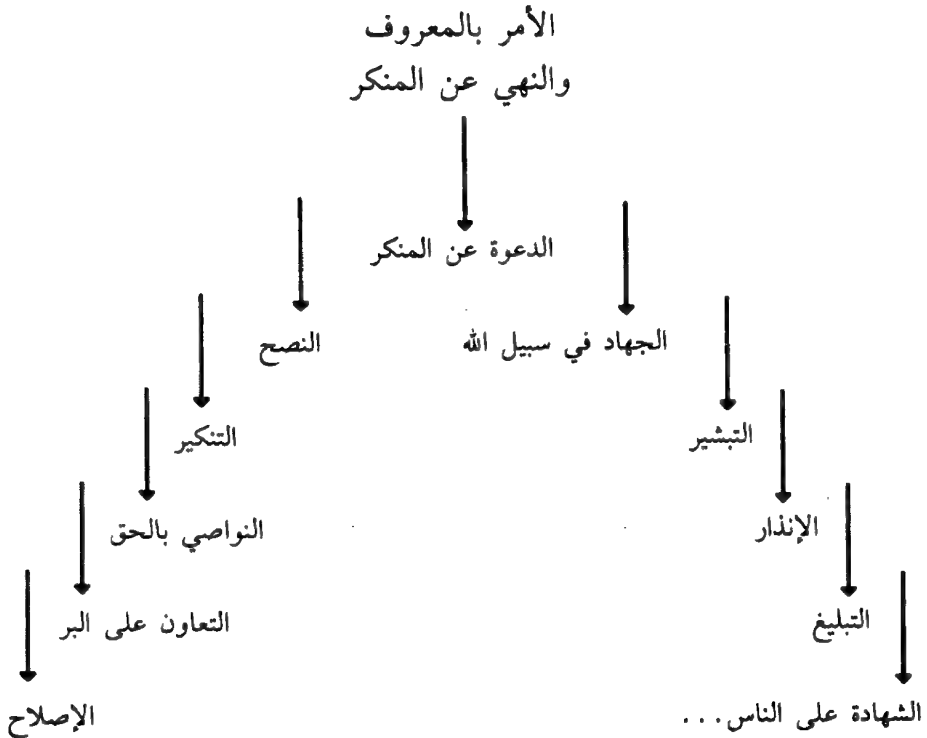 الأمر بالمعروف
والنهي عن المنكر
الدعوة عن المنكر
الجهاد في سبيل الله
النصح
التبشير
التنكير
الإنذار
النواصي بالحق
التبليغ
التعاون على البر
الشهادة على الناس...
الإصلاح